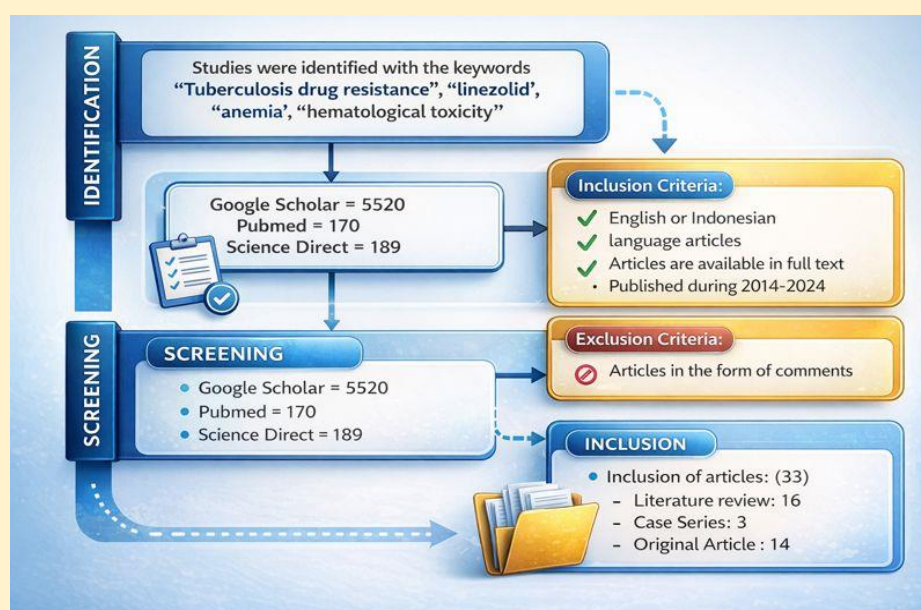 IDENTIFICATION
Studies were identified with the keywords
“Tuberculosis drug resistance”, “linezolid’,
“anemia’, “hematological toxicity”
Google Scholar = 5520
Pubmed = 170
Science Direct = 189
Inclusion Criteria:
✓ English or Indonesian
✓ language articles
✓ Articles are available in full text
• Published during 2014-2024
SCREENING
SCREENING
• Google Scholar = 5520
• Pubmed = 170
• Science Direct = 189
Exclusion Criteria:
Articles in the form of comments
INCLUSION
• Inclusion of articles: (33)
– Literature review: 16
– Case Series: 3
– Original Article : 14